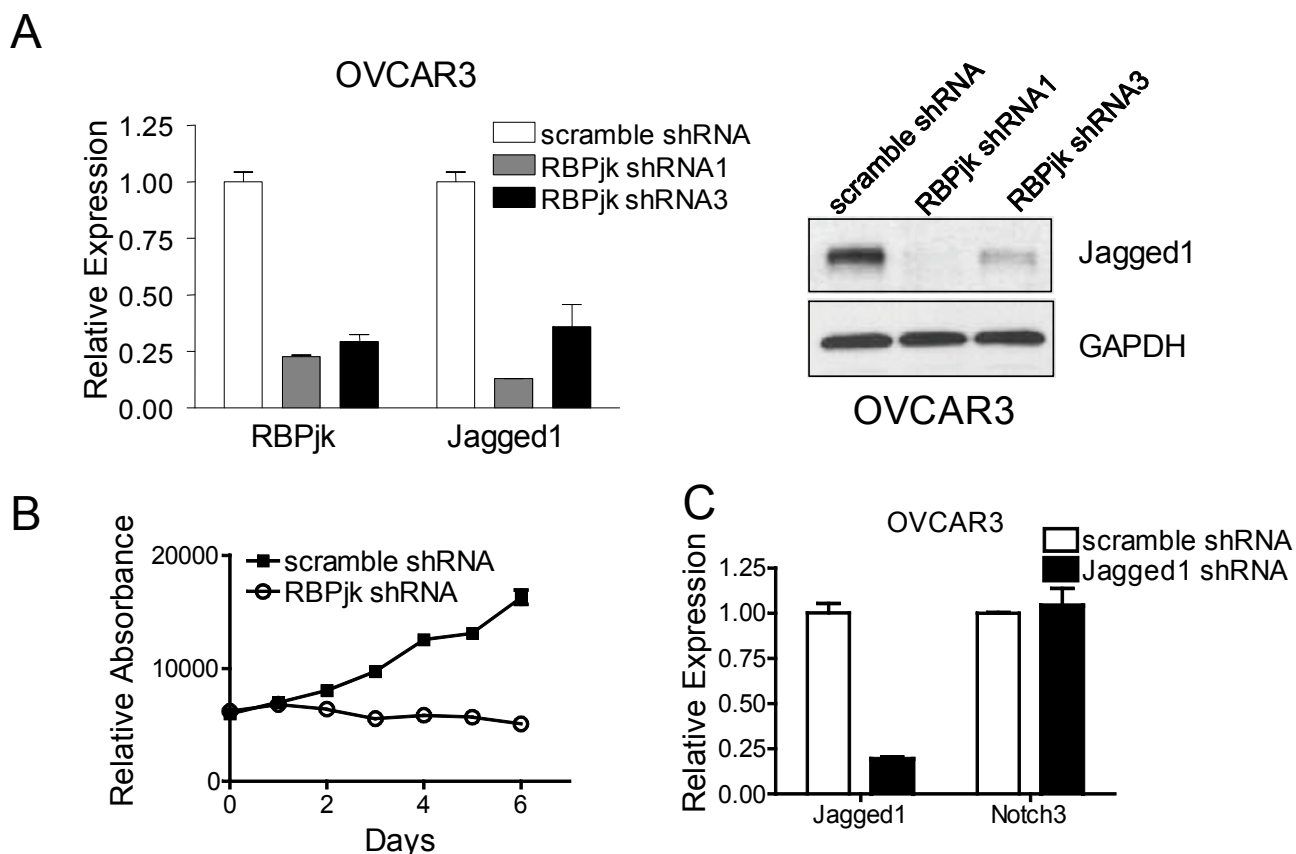 A
OVCAR3
Relative Expression
1.25
1.00
0.75
0.50
0.25
0.00
scramble shRNA
RBPjk shRNA1
RBPjk shRNA3
RBPjk
Jagged1
scramble shRNA
RBPjk shRNA1
RBPjk shRNA3
Jagged1
GAPDH
OVCAR3
B
Relative Absorbance
20000
10000
0
scramble shRNA
RBPjk shRNA
0 2 4 6
Days
C
OVCAR3
scramble shRNA
Jagged1 shRNA
Relative Expression
1.25
1.00
0.75
0.50
0.25
0.00
Jagged1
Notch3